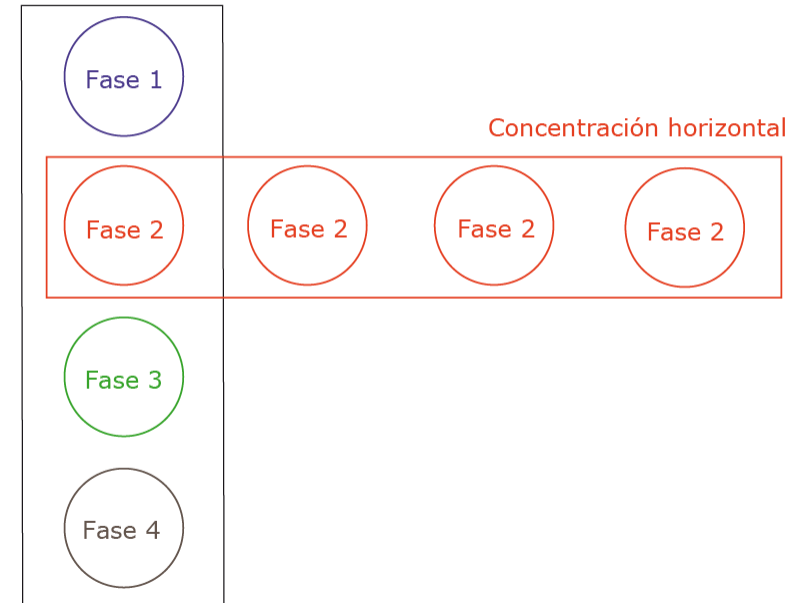 Fase 1
Concentración horizontal
Fase 2 Fase 2 Fase 2 Fase 2
Fase 3
Fase 4